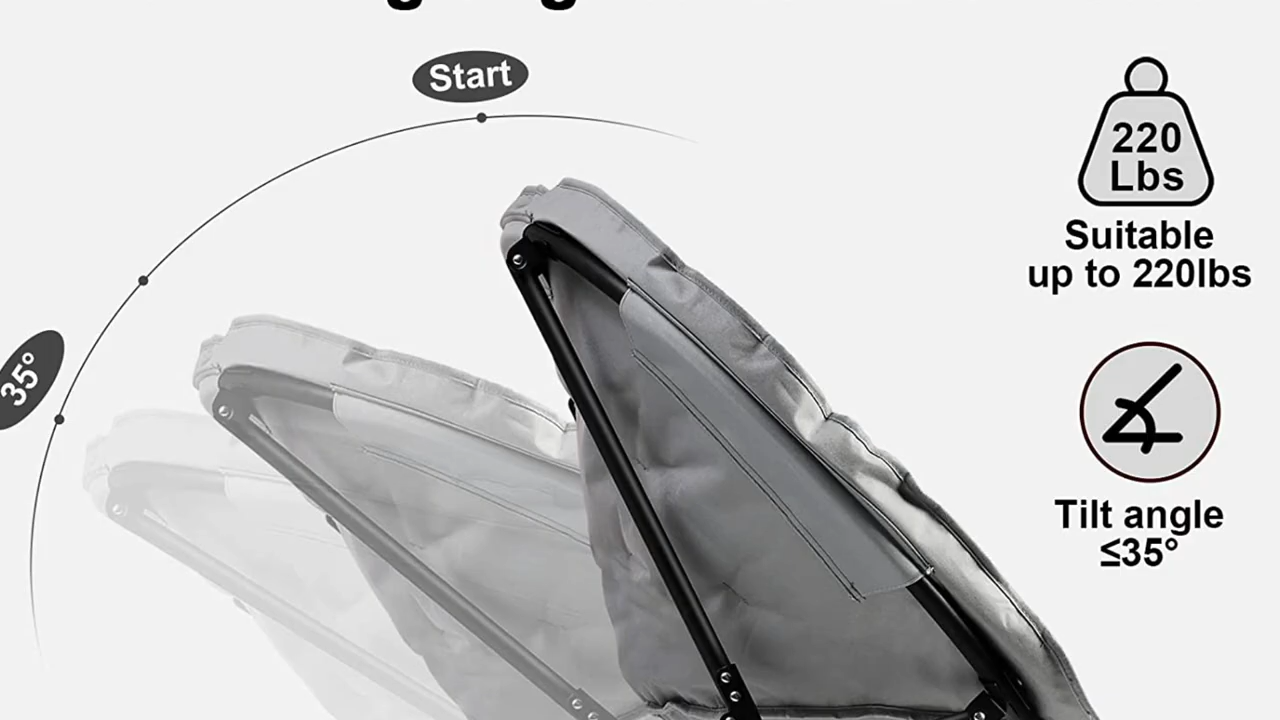 Start
35°
220
Lbs
Suitable
up to 220lbs
Tilt angle
≤35°